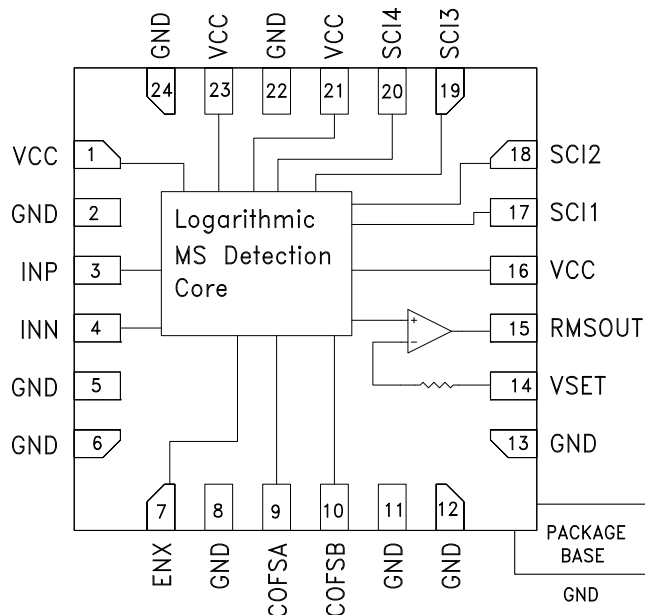 GND
VCC
GND
VCC
SCI4
SCI3
24
23
22
21
20
19
VCC
1
18
SCI2
GND
2
17
SCI1
INP
3
16
VCC
INN
4
15
RMSOUT
GND
5
14
VSET
GND
6
13
GND
Logarithmic
MS Detection
Core
+
–
7
8
9
10
11
12
ENX
GND
COFSA
COFSB
GND
GND
PACKAGE
BASE
GND